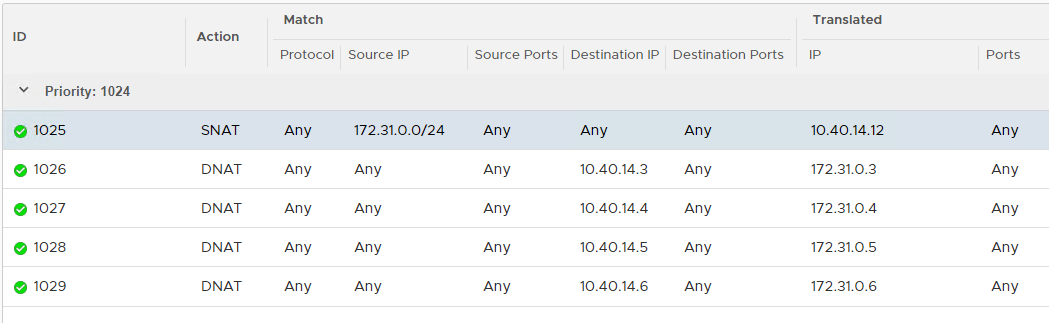 ID Action Match Translated
Protocol Source IP Source Ports Destination IP Destination Ports IP Ports
Priority: 1024
1025 SNAT Any 172.31.0.0/24 Any Any Any 10.40.14.12 Any
1026 DNAT Any Any Any 10.40.14.3 Any 172.31.0.3 Any
1027 DNAT Any Any Any 10.40.14.4 Any 172.31.0.4 Any
1028 DNAT Any Any Any 10.40.14.5 Any 172.31.0.5 Any
1029 DNAT Any Any Any 10.40.14.6 Any 172.31.0.6 Any